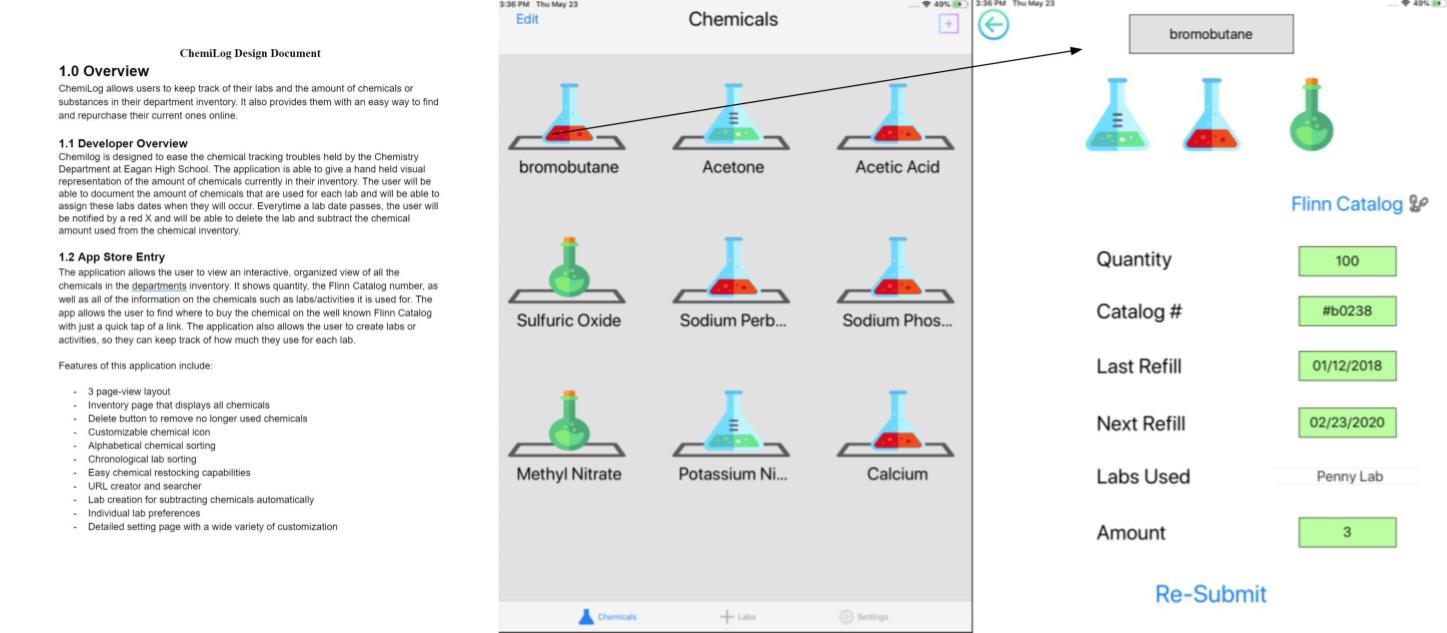 ChemiLog Design Document
1.0 Overview
ChemiLog allows users to keep track of their labs and the amount of chemicals or
substances in their department inventory. It also provides them with an easy way to find
and repurchase their current ones online.
1.1 Developer Overview
Chemilog is designed to ease the chemical tracking troubles held by the Chemistry
Department at Eagan High School. The application is able to give a hand held visual
representation of the amount of chemicals currently in their inventory. The user will be
able to document the amount of chemicals that are used for each lab and will be able to
assign these labs dates when they will occur. Everytime a lab date passes, the user will
be notified by a red X and will be able to delete the lab and subtract the chemical
amount used from the chemical inventory.
1.2 App Store Entry
The application allows the user to view an interactive, organized view of all the
chemicals in the departments inventory. It shows quantity, the Flinn Catalog number, as
well as all of the information on the chemicals such as labs/activities it is used for. The
app allows the user to find where to buy the chemical on the well known Flinn Catalog
with just a quick tap of a link. The application also allows the user to create labs or
activities, so they can keep track of how much they use for each lab.
Features of this application include:
- 3 page-view layout
- Inventory page that displays all chemicals
- Delete button to remove no longer used chemicals
- Customizable chemical icon
- Alphabetical chemical sorting
- Chronological lab sorting
- Easy chemical restocking capabilities
- URL creator and searcher
- Lab creation for subtracting chemicals automatically
- Individual lab preferences
- Detailed setting page with a wide variety of customization
3:36 PM Thu May 23 49%
Edit Chemicals
bromobutane Acetone Acetic Acid
Sulfuric Oxide Sodium Perb... Sodium Phos...
Methyl Nitrate Potassium Ni... Calcium
Chemicals Labs Settings
3:36 PM Thu May 23 49%
bromobutane
Flinn Catalog
Quantity 100
Catalog # #b0238
Last Refill 01/12/2018
Next Refill 02/23/2020
Labs Used Penny Lab
Amount 3
Re-Submit